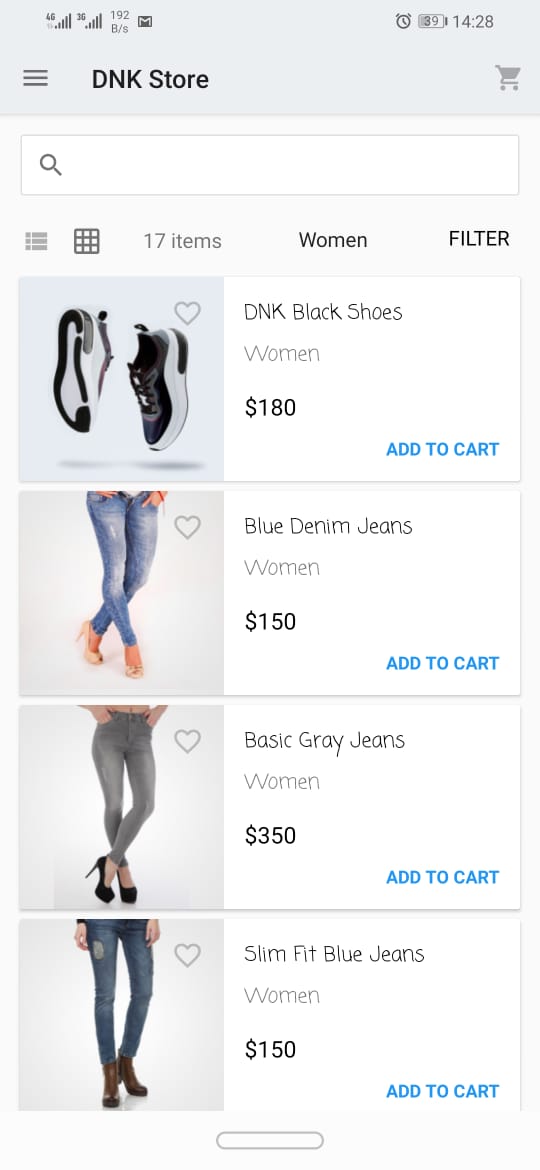 4G 3G 192 B/s 39 14:28
DNK Store
17 items Women FILTER
DNK Black Shoes
Women
$180
ADD TO CART
Blue Denim Jeans
Women
$150
ADD TO CART
Basic Gray Jeans
Women
$350
ADD TO CART
Slim Fit Blue Jeans
Women
$150
ADD TO CART